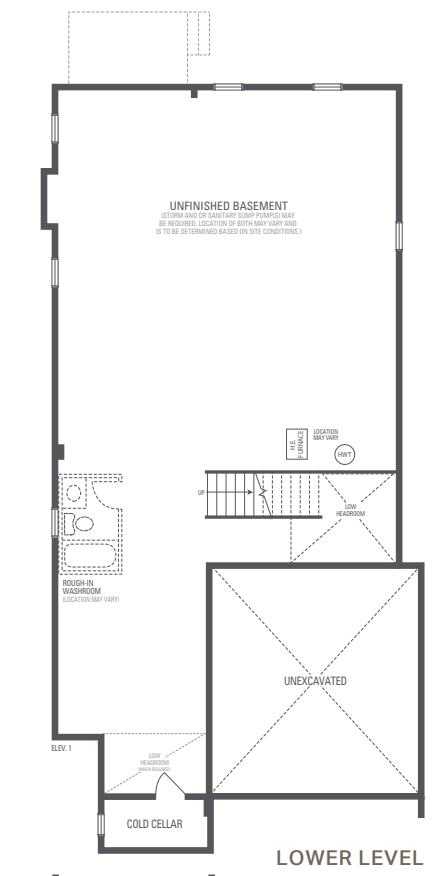 UNFINISHED BASEMENT
(STORM AND OR SANITARY SUMP PUMP(S) MAY
BE REQUIRED, LOCATION OF BOTH MAY VARY AND
IS TO BE DETERMINED BASED ON SITE CONDITIONS.)
H.E.
FURNACE
LOCATION
MAY VARY
HWT
UP
LOW
HEADROOM
ROUGH-IN
WASHROOM
(LOCATION MAY VARY)
UNEXCAVATED
ELEV. 1
LOW
HEADROOM
(WHEN REQUIRED)
COLD CELLAR
LOWER LEVEL